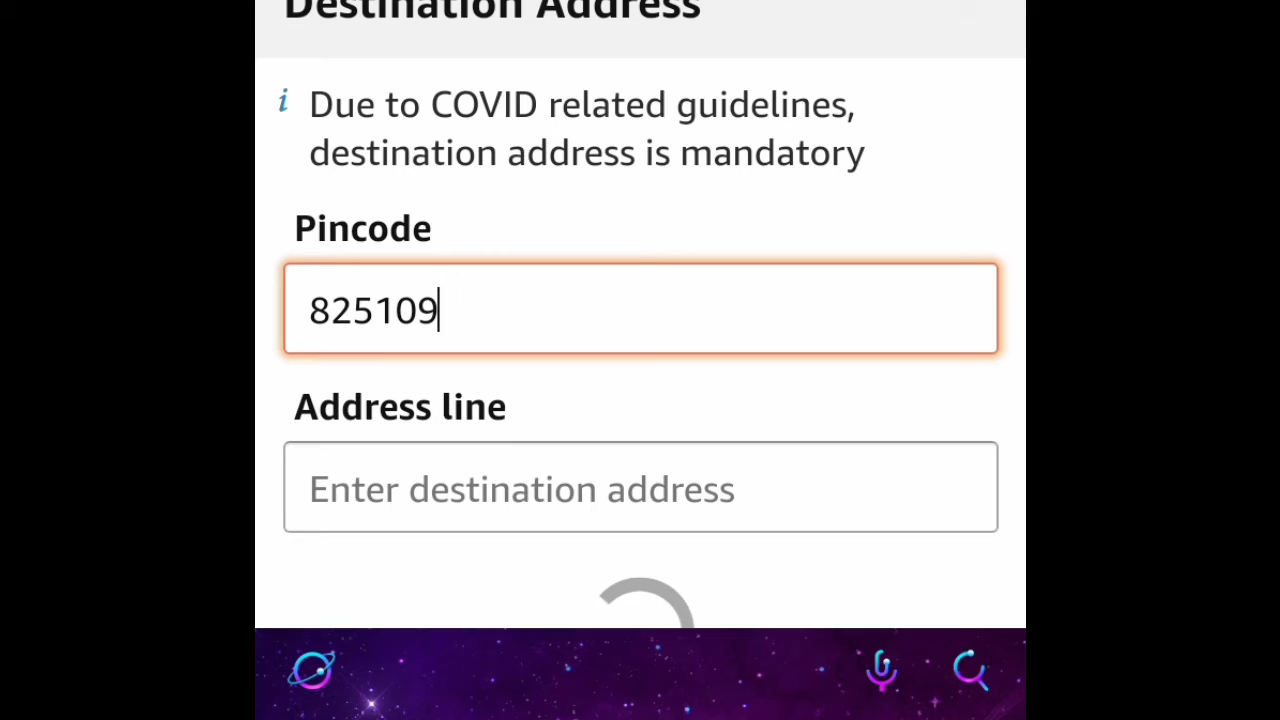 Destination Address
i Due to COVID related guidelines,
destination address is mandatory
Pincode
825109
Address line
Enter destination address